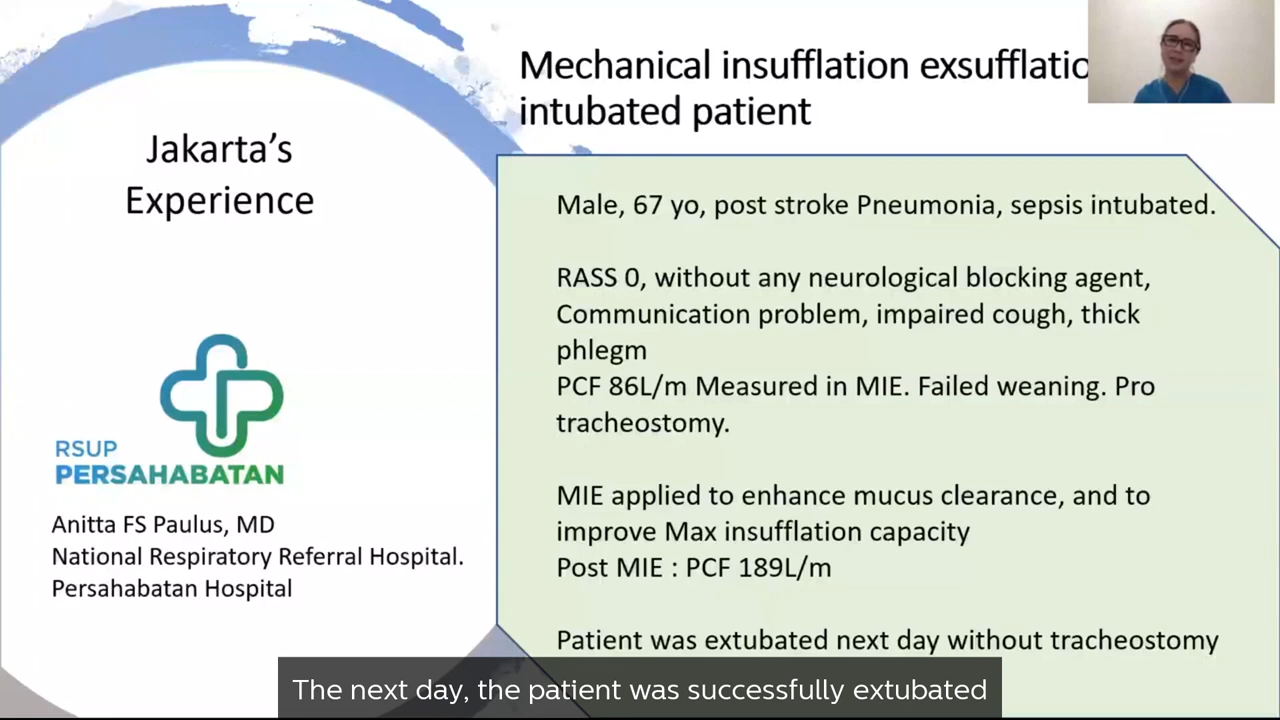 Mechanical insufflation exsufflatio
intubated patient
Jakarta's
Experience
RSUP
PERSAHABATAN
Anitta FS Paulus, MD
National Respiratory Referral Hospital.
Persahabatan Hospital
Male, 67 yo, post stroke Pneumonia, sepsis intubated.
RASS 0, without any neurological blocking agent,
Communication problem, impaired cough, thick
phlegm
PCF 86L/m Measured in MIE. Failed weaning. Pro
tracheostomy.
MIE applied to enhance mucus clearance, and to
improve Max insufflation capacity
Post MIE : PCF 189L/m
Patient was extubated next day without tracheostomy
The next day, the patient was successfully extubated